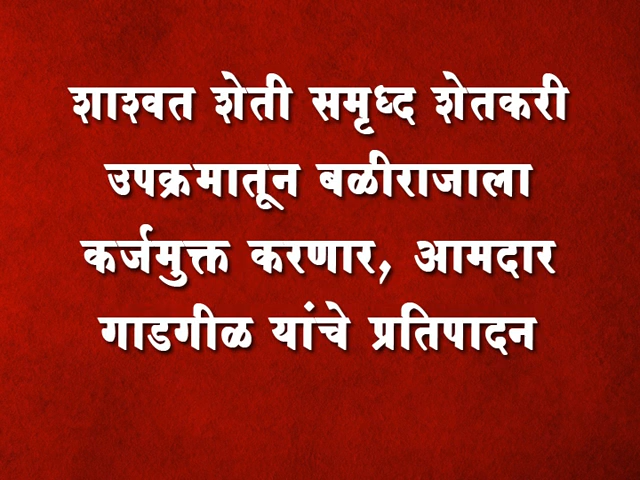 शाश्वत शेती समृध्द शेतकरी
उपक्रमातून बळीराजाला
कर्जमुक्त करणार, आमदार
गाडगीळ यांचे प्रतिपादन